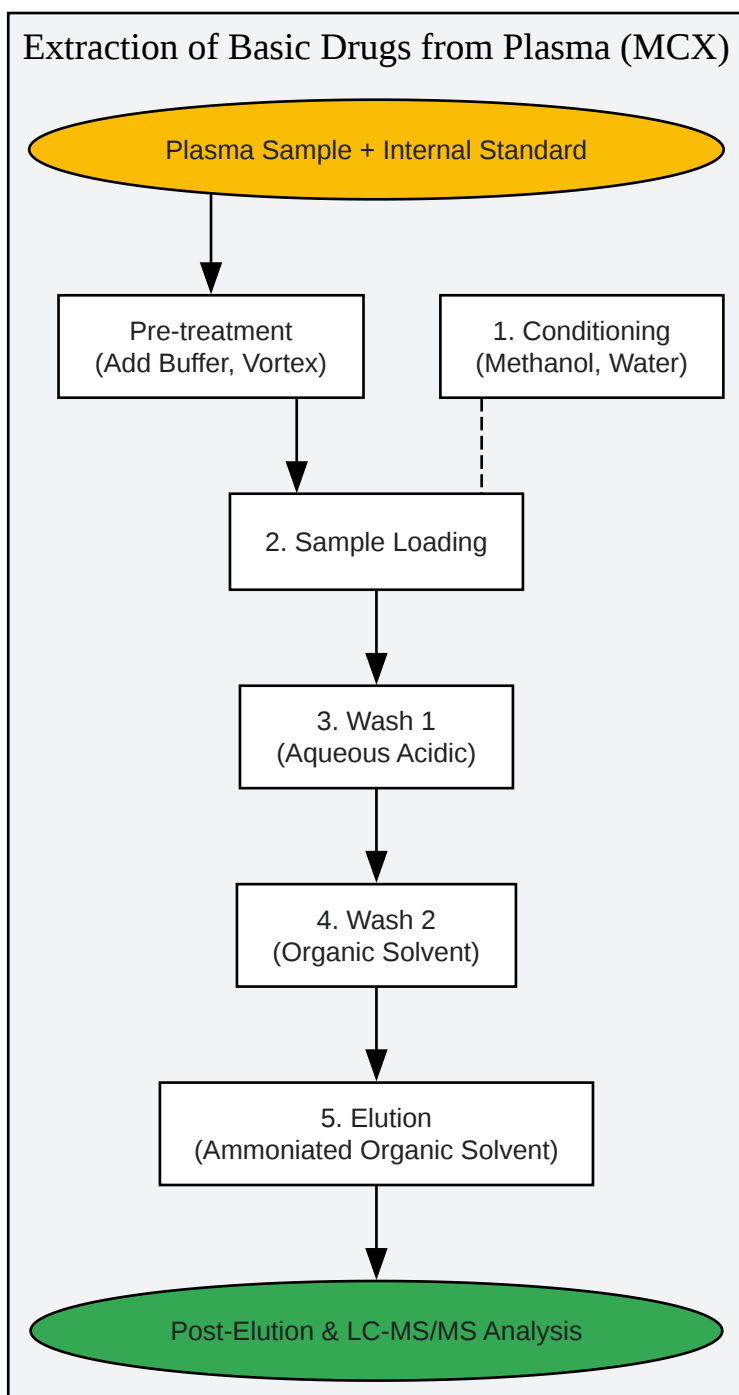 Extraction of Basic Drugs from Plasma (MCX)
Plasma Sample + Internal Standard
Pre-treatment
(Add Buffer, Vortex)
1. Conditioning
(Methanol, Water)
2. Sample Loading
3. Wash 1
(Aqueous Acidic)
4. Wash 2
(Organic Solvent)
5. Elution
(Ammoniated Organic Solvent)
Post-Elution & LC-MS/MS Analysis